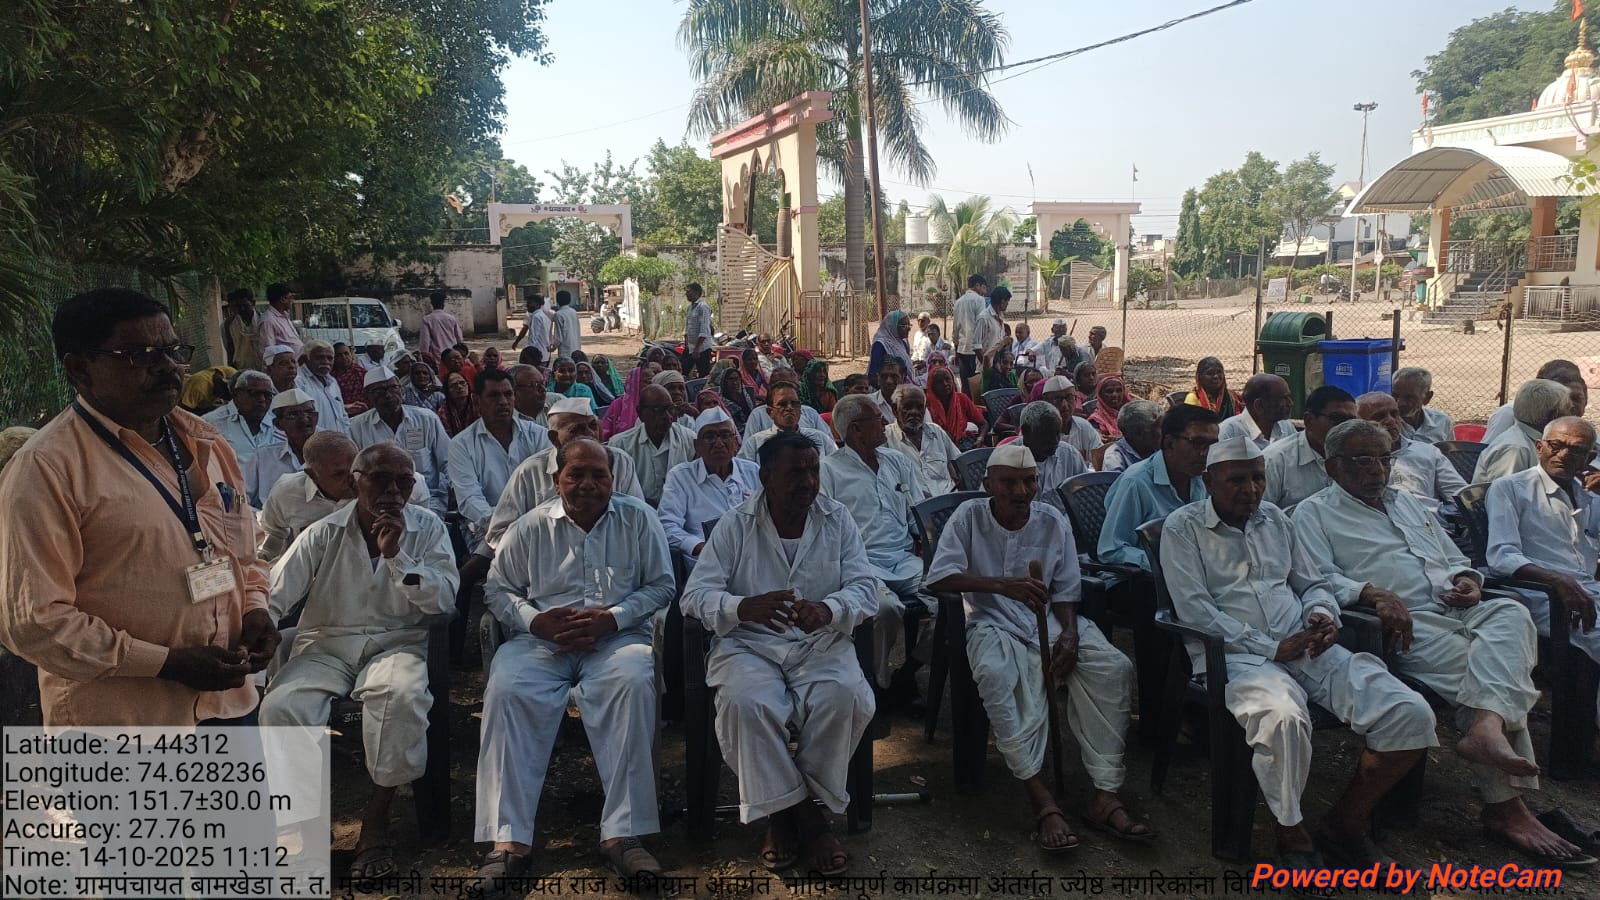 Latitude: 21.44312
Longitude: 74.628236
Elevation: 151.7±30.0 m
Accuracy: 27.76 m
Time: 14-10-2025 11:12
Note: ग्रामपंचायत बामखेडा त. त. मुख्यमंत्री समृद्ध पंचायत राज अभियान अंतर्गत नाविन्यपूर्ण कार्यक्रमा अंतर्गत ज्येष्ठ नागरिकांना
Powered by NoteCam